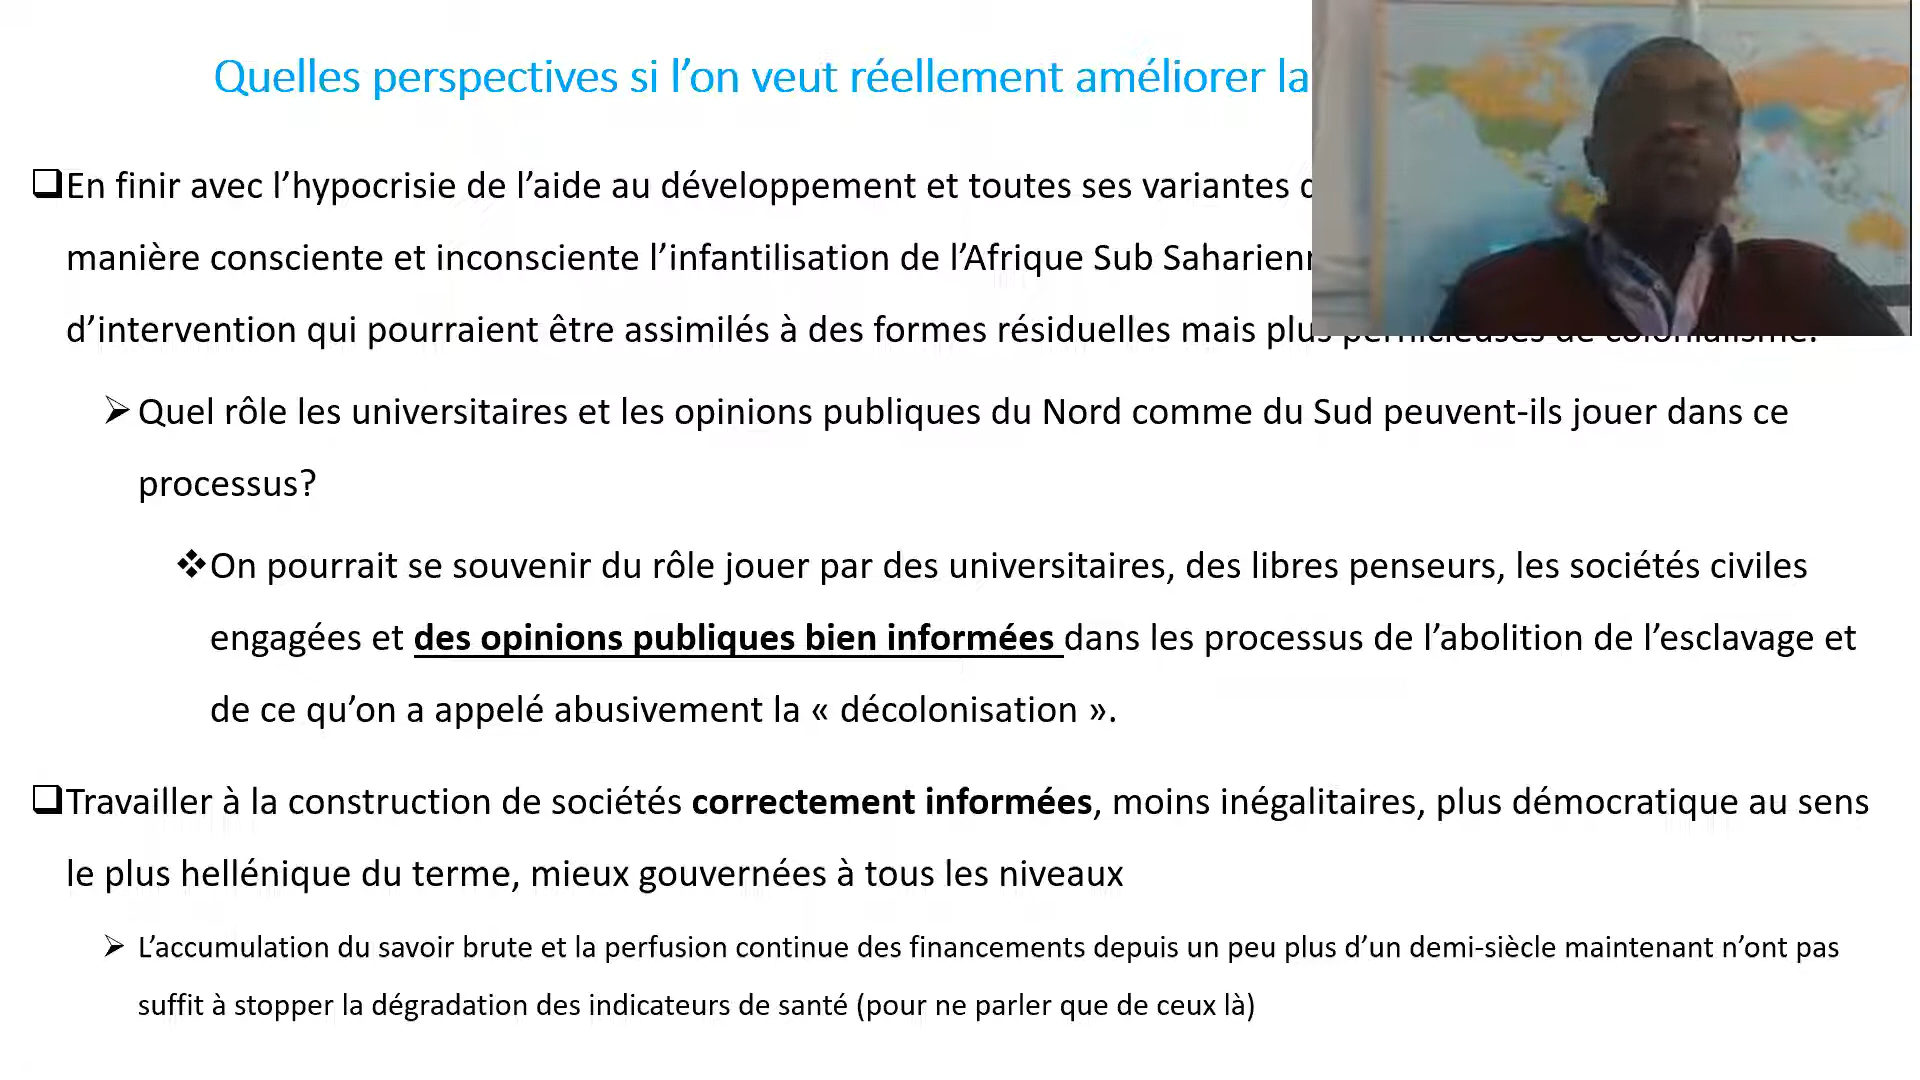 Quelles perspectives si l’on veut réellement améliorer la
❑En finir avec l’hypocrisie de l’aide au développement et toutes ses variantes
manière consciente et inconsciente l’infantilisation de l’Afrique Sub
d’intervention qui pourraient être assimilés à des formes résiduelles mais plus pernicieuses de colonialisme.
➢Quel rôle les universitaires et les opinions publiques du Nord comme du Sud peuvent-ils jouer dans ce
processus?
❖On pourrait se souvenir du rôle jouer par des universitaires, des libres penseurs, les sociétés civiles
engagées et des opinions publiques bien informées dans les processus de l’abolition de l’esclavage et
de ce qu’on a appelé abusivement la « décolonisation ».
❑Travailler à la construction de sociétés correctement informées, moins inégalitaires, plus démocratique au sens
le plus hellénique du terme, mieux gouvernées à tous les niveaux
➢ L’accumulation du savoir brute et la perfusion continue des financements depuis un peu plus d’un demi-siècle maintenant n’ont pas
suffit à stopper la dégradation des indicateurs de santé (pour ne parler que de ceux là)